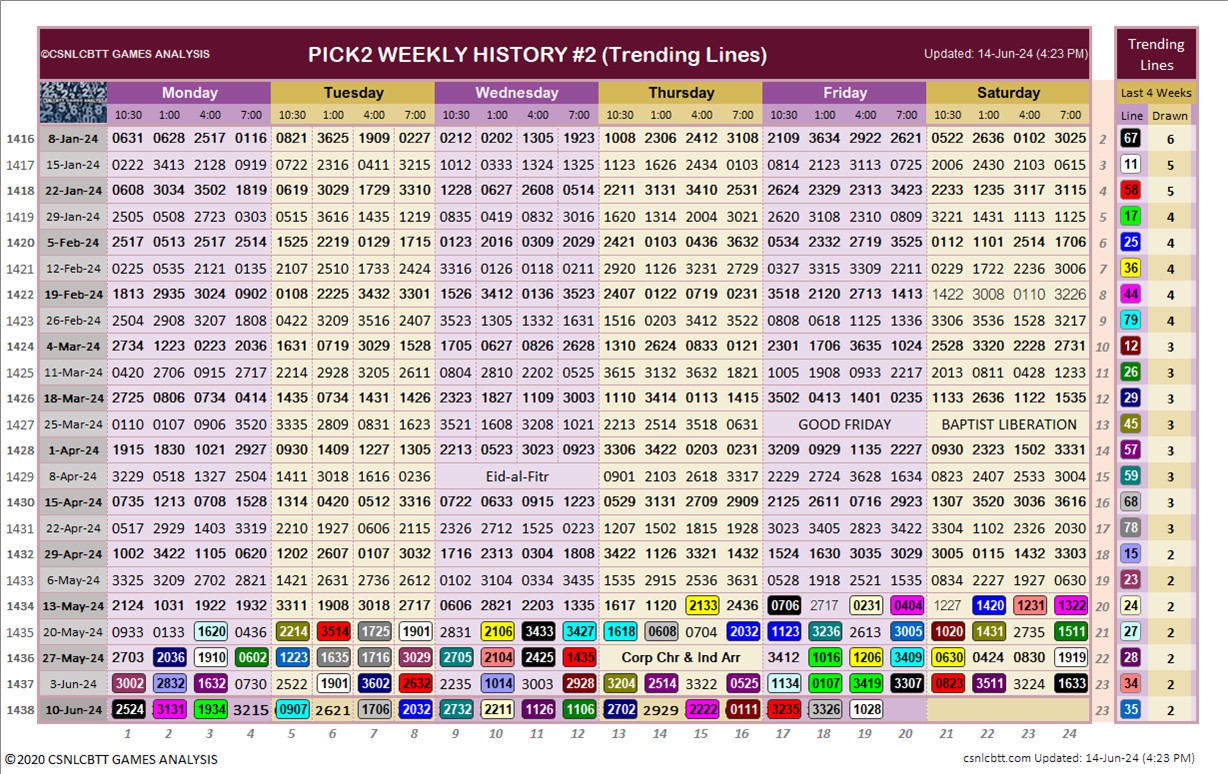 ©CSNLCBTT GAMES ANALYSIS PICK2 WEEKLY HISTORY #2 (Trending Lines) Updated: 14-Jun-24 (4:23 PM)
Trending Lines
Monday Tuesday Wednesday Thursday Friday Saturday Last 4 Weeks
10:30 1:00 4:00 7:00 10:30 1:00 4:00 7:00 10:30 1:00 4:00 7:00 10:30 1:00 4:00 7:00 10:30 1:00 4:00 7:00 10:30 1:00 4:00 7:00 Line Drawn
1416 8-Jan-24 0631 0628 2517 0116 0821 3625 1909 0227 0212 0202 1305 1923 1008 2306 2412 3108 2109 3634 2922 2621 0522 2636 0102 3025 2 67 6
1417 15-Jan-24 0222 3413 2128 0919 0722 2316 0411 3215 1012 0333 1324 1325 1123 1626 2434 0103 0814 2123 3113 0725 2006 2430 2103 0615 3 11 5
1418 22-Jan-24 0608 3034 3502 1819 0619 3029 1729 3310 1228 0627 2608 0514 2211 3131 3410 2531 2624 2329 2313 3423 2233 1235 3117 3115 4 58 5
1419 29-Jan-24 2505 0508 2723 0303 0515 3616 1435 1219 0835 0419 0832 3016 1620 1314 2004 3021 2620 3108 2310 0809 3221 1431 1113 1125 5 17 4
1420 5-Feb-24 2517 0513 2517 2514 1525 2219 0129 1715 0123 2016 0309 2029 2421 0103 0436 3632 0534 2332 2719 3525 0112 1101 2514 1706 6 25 4
1421 12-Feb-24 0225 0535 2121 0135 2107 2510 1733 2424 3316 0126 0118 0211 2920 1126 3231 2729 0327 3315 3309 2211 0229 1722 2236 3006 7 36 4
1422 19-Feb-24 1813 2935 3024 0902 0108 2225 3432 3301 1526 3412 0136 3523 2407 0122 0719 0231 3518 2120 2713 1413 1422 3008 0110 3226 8 44 4
1423 26-Feb-24 2504 2908 3207 1808 0422 3209 3516 2407 3523 1305 1332 1631 1516 0203 3412 3522 0808 0618 1125 1336 3306 3536 1528 3217 9 79 4
1424 4-Mar-24 2734 1223 0223 2036 1631 0719 3029 1528 1705 0627 0826 2628 1310 2624 0833 0121 2301 1706 3635 1024 2528 3320 2228 2731 10 12 3
1425 11-Mar-24 0420 2706 0915 2717 2214 2928 3205 2611 0804 2810 2202 0525 3615 3132 3632 1821 1005 1908 0933 2217 2013 0811 0428 1233 11 26 3
1426 18-Mar-24 2725 0806 0734 0414 1435 0734 1431 1426 2323 1827 1109 3003 1110 3414 0113 1415 3502 0413 1401 0235 1133 2636 1122 1535 12 29 3
1427 25-Mar-24 0110 0107 0906 3520 3335 2809 0831 1623 3521 1608 3208 1021 2213 2514 3518 0631 GOOD FRIDAY BAPTIST LIBERATION 13 45 3
1428 1-Apr-24 1915 1830 1021 2927 0930 1409 1227 1305 2213 0523 3023 0923 3306 3422 0203 0231 3209 0929 1135 2227 0930 2323 1502 3331 14 57 3
1429 8-Apr-24 3229 0518 1327 2504 1411 3018 1616 0236 Eid-al-Fitr 0901 2103 2618 3317 2229 2724 3628 1634 0823 2407 2533 3004 15 59 3
1430 15-Apr-24 0735 1213 0708 1528 1314 0420 0512 3316 0722 0633 0915 1223 0529 3131 2709 2909 2125 2611 0716 2923 1307 3520 3036 3616 16 68 3
1431 22-Apr-24 0517 2929 1403 3319 2210 1927 0606 2115 2326 2712 1525 0223 1207 1502 1815 1928 3023 3405 2823 3422 3304 1102 2326 2030 17 78 3
1432 29-Apr-24 1002 3422 1105 0620 1202 2607 0107 3032 1716 2313 0304 1808 3422 1126 3321 1432 1524 1630 3035 3029 3005 0115 1432 3303 18 15 2
1433 6-May-24 3325 3209 2702 2821 1421 2631 2736 2612 0102 3104 0334 3435 1535 2915 2536 3631 0528 1918 2521 1535 0834 2227 1927 0630 19 23 2
1434 13-May-24 2124 1031 1922 1932 3311 1908 3018 2717 0606 2821 2203 1335 1617 1120 2133 2436 0706 2717 0231 0404 1227 1420 1231 1322 20 24 2
1435 20-May-24 0933 0133 1620 0436 2214 3514 1725 1901 2831 2106 3433 3427 1618 0608 0704 2032 1123 3236 2613 3005 1020 1431 2735 1511 21 27 2
1436 27-May-24 2703 2036 1910 0602 1223 1635 1716 3029 2705 2104 2425 1435 Corp Chr & Ind Arr 3412 1016 1206 3409 0630 0424 0830 1919 22 28 2
1437 3-Jun-24 3002 2832 1632 0730 2522 1901 3602 2632 2235 1014 3003 2928 3204 2514 3322 0525 1134 0107 3419 3307 0823 3511 3224 1633 23 34 2
1438 10-Jun-24 2524 3131 1934 3215 0907 2621 1706 2032 2732 2211 1126 1106 2702 2929 2222 0111 3235 3326 1028 23 35 2
1 2 3 4 5 6 7 8 9 10 11 12 13 14 15 16 17 18 19 20 21 22 23 24
©2020 CSNLCBTT GAMES ANALYSIS csnlcbtt.com Updated: 14-Jun-24 (4:23 PM)